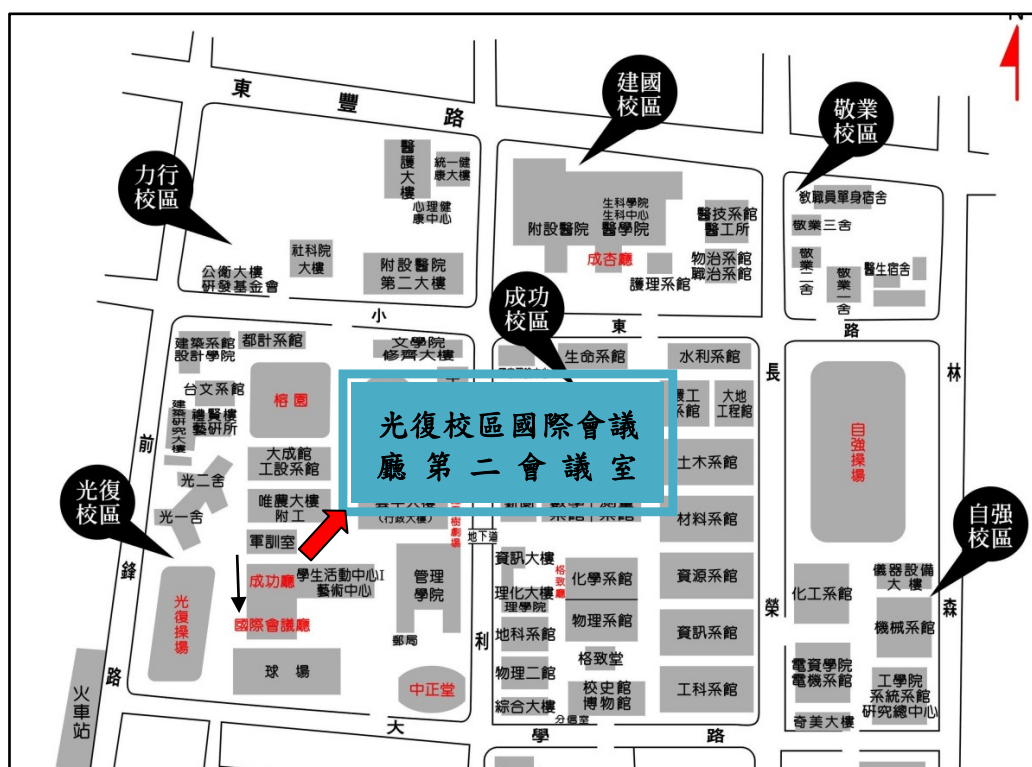 N
東豐路
建國
校區
敬業
校區
力行
校區
醫護大樓
統一健
康大樓
心理健
康中心
社科院
大樓
附設醫院
第二大樓
公衛大樓
研發基金會
附設醫院
生科學院
生科中心
醫學院
成杏廳
護理系館
醫技系館
醫工所
物治系館
職治系館
教職員單身宿舍
敬業三舍
敬業二舍
敬業一舍
醫生宿舍
小東路
成功
校區
建築系館
設計學院
都計系館
文學院
修齊大樓
生命系館
水利系館
台文系館
榕園
禮賢樓
藝研所
建築研究大樓
光復校區國際會議
廳第二會議室
大地
工程館
自強操場
長榮
林森
前鋒路
大成館
工設系館
土木系館
光二舍
光復
校區
唯農大樓
附工
(行政大樓)
材料系館
自强
校區
光一舍
軍訓室
地下道
資訊大樓
格致廳
化學系館
資源系館
儀器設備
大樓
成功廳
學生活動中心I
藝術中心
管理
學院
理化大樓
理學院
化工系館
光復操場
國際會議廳
郵局
勝利
地科系館
物理系館
資訊系館
機械系館
球場
中正堂
物理二館
格致堂
電資學院
電機系館
工學院
系統系館
研究總中心
火車站
綜合大樓
校史館
博物館
工科系館
奇美大樓
分信室
大學路